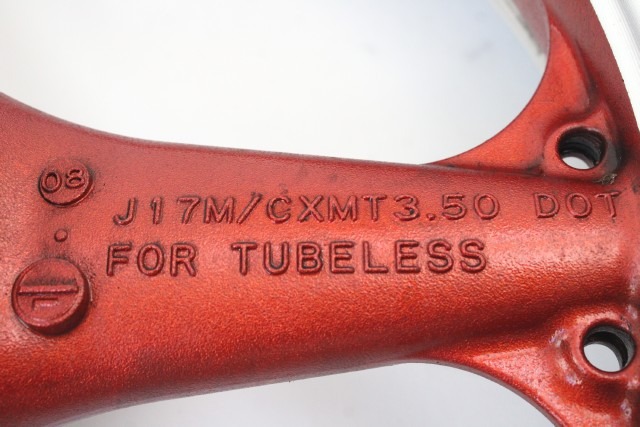 08
J17M/CXMT3.50 DOT
FOR TUBELESS